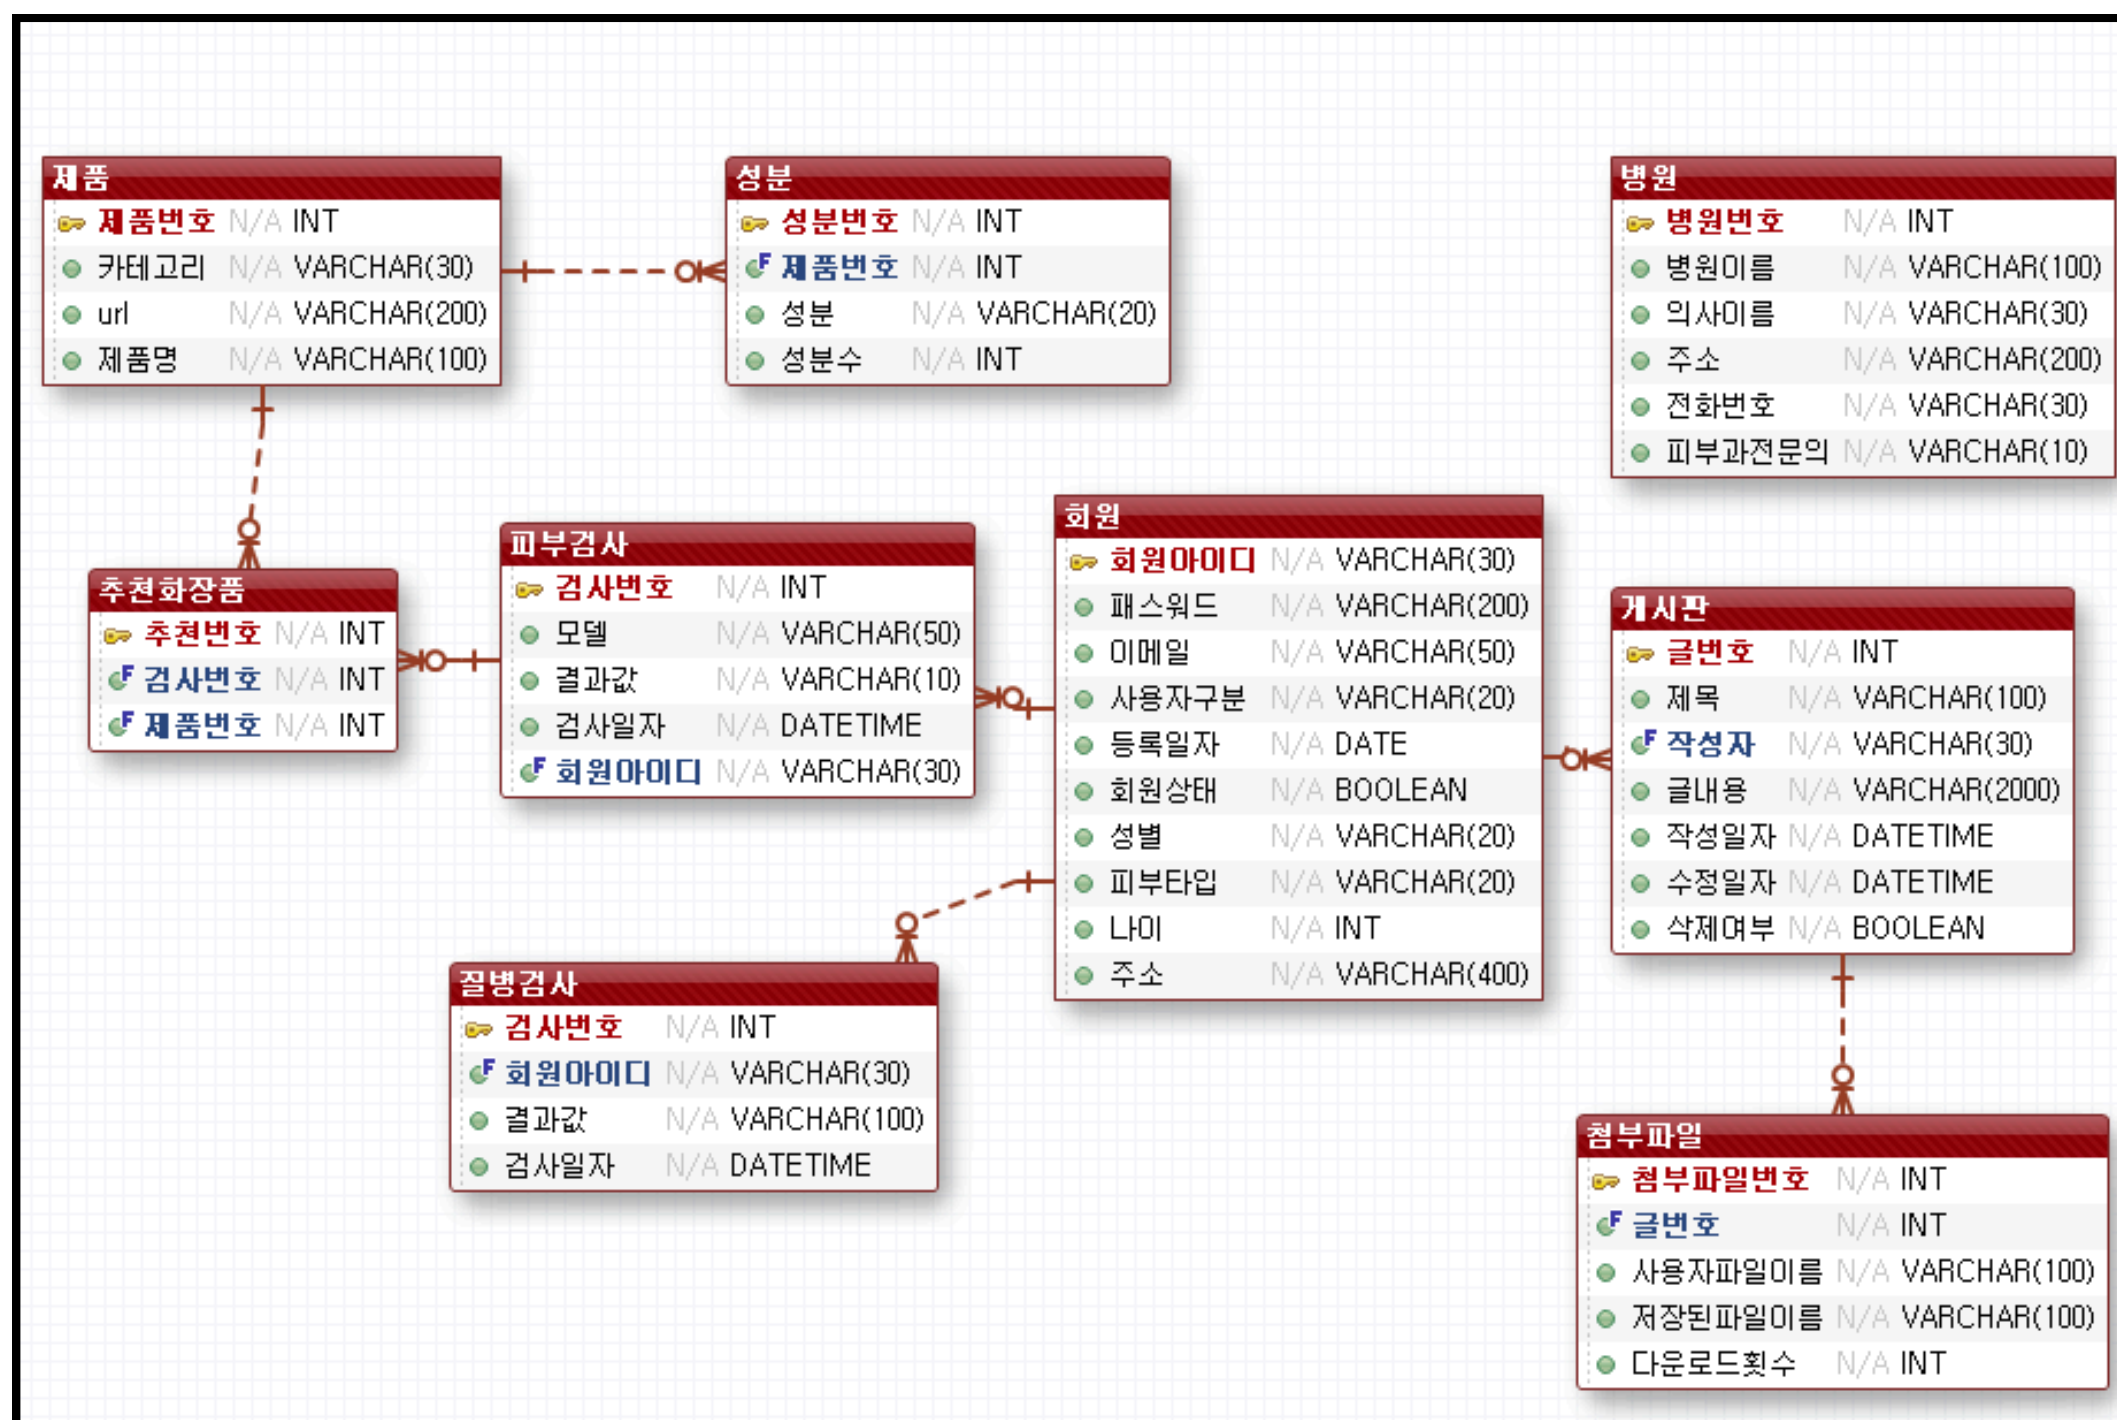 제품
제품번호 N/A INT
카테고리 N/A VARCHAR(30)
url N/A VARCHAR(200)
제품명 N/A VARCHAR(100)
성분
성분번호 N/A INT
제품번호 N/A INT
성분 N/A VARCHAR(20)
성분수 N/A INT
병원
병원번호 N/A INT
병원이름 N/A VARCHAR(100)
의사이름 N/A VARCHAR(30)
주소 N/A VARCHAR(200)
전화번호 N/A VARCHAR(30)
피부과전문의 N/A VARCHAR(10)
추천화장품
추천번호 N/A INT
검사번호 N/A INT
제품번호 N/A INT
피부검사
검사번호 N/A INT
모델 N/A VARCHAR(50)
결과값 N/A VARCHAR(10)
검사일자 N/A DATETIME
회원아이디 N/A VARCHAR(30)
회원
회원아이디 N/A VARCHAR(30)
패스워드 N/A VARCHAR(200)
이메일 N/A VARCHAR(50)
사용자구분 N/A VARCHAR(20)
등록일자 N/A DATE
회원상태 N/A BOOLEAN
성별 N/A VARCHAR(20)
피부타입 N/A VARCHAR(20)
나이 N/A INT
주소 N/A VARCHAR(400)
게시판
글번호 N/A INT
제목 N/A VARCHAR(100)
작성자 N/A VARCHAR(30)
글내용 N/A VARCHAR(2000)
작성일자 N/A DATETIME
수정일자 N/A DATETIME
삭제여부 N/A BOOLEAN
질병검사
검사번호 N/A INT
회원아이디 N/A VARCHAR(30)
결과값 N/A VARCHAR(100)
검사일자 N/A DATETIME
첨부파일
첨부파일번호 N/A INT
글번호 N/A INT
사용자파일이름 N/A VARCHAR(100)
저장된파일이름 N/A VARCHAR(100)
다운로드횟수 N/A INT